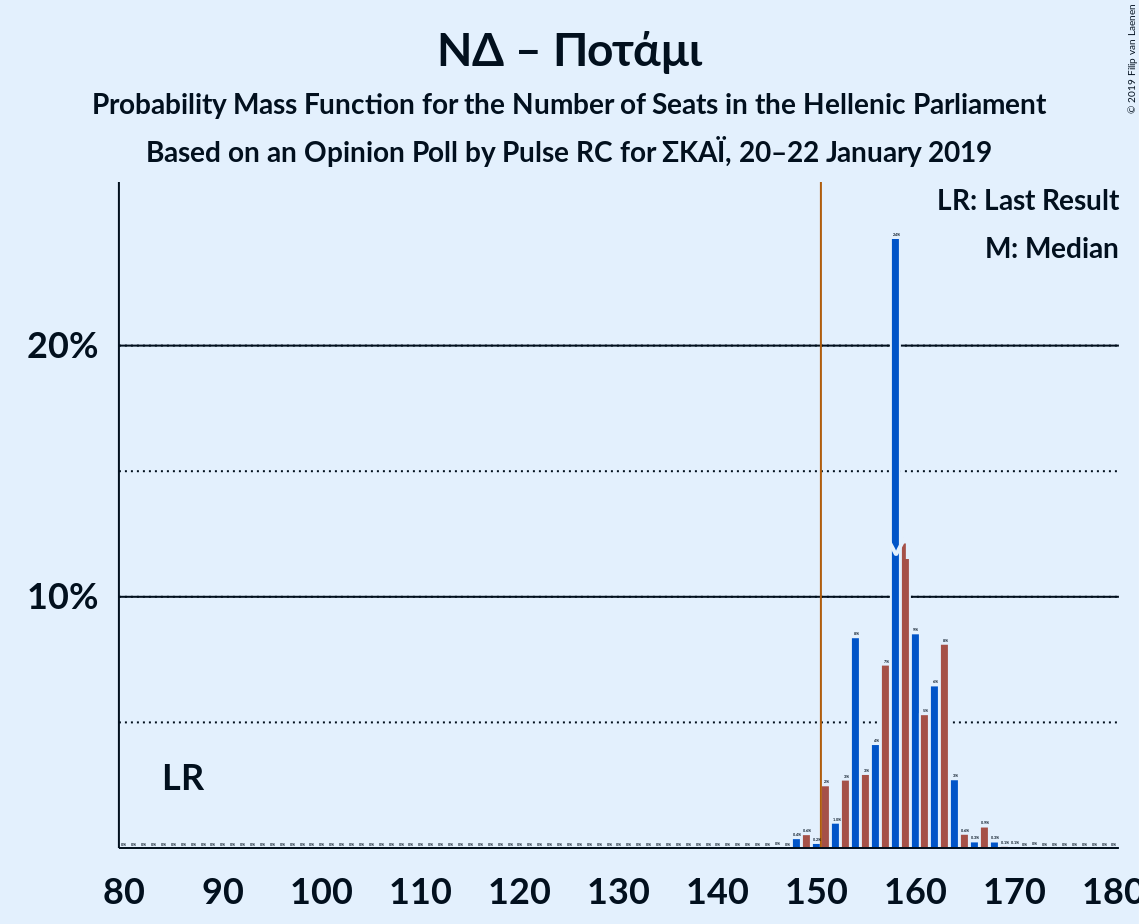 ΝΔ – Ποτάμι
Probability Mass Function for the Number of Seats in the Hellenic Parliament
Based on an Opinion Poll by Pulse RC for ΣΚΑΪ, 20–22 January 2019
© 2019 Filip van Laenen
LR: Last Result
M: Median
20%
10%
LR
M
80 90 100 110 120 130 140 150 160 170 180